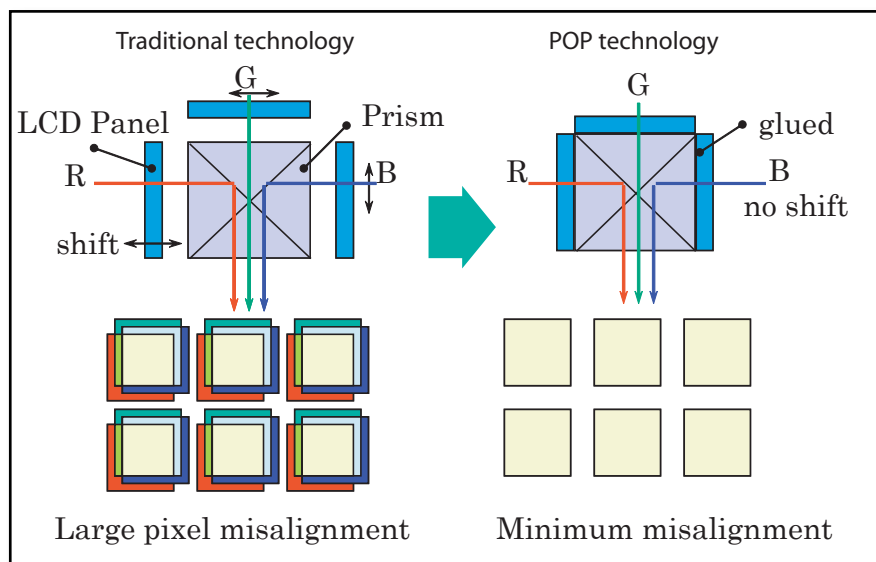 Traditional technology
G
LCD Panel
Prism
R
B
shift
Large pixel misalignment
POP technology
G
glued
R
B
no shift
Minimum misalignment